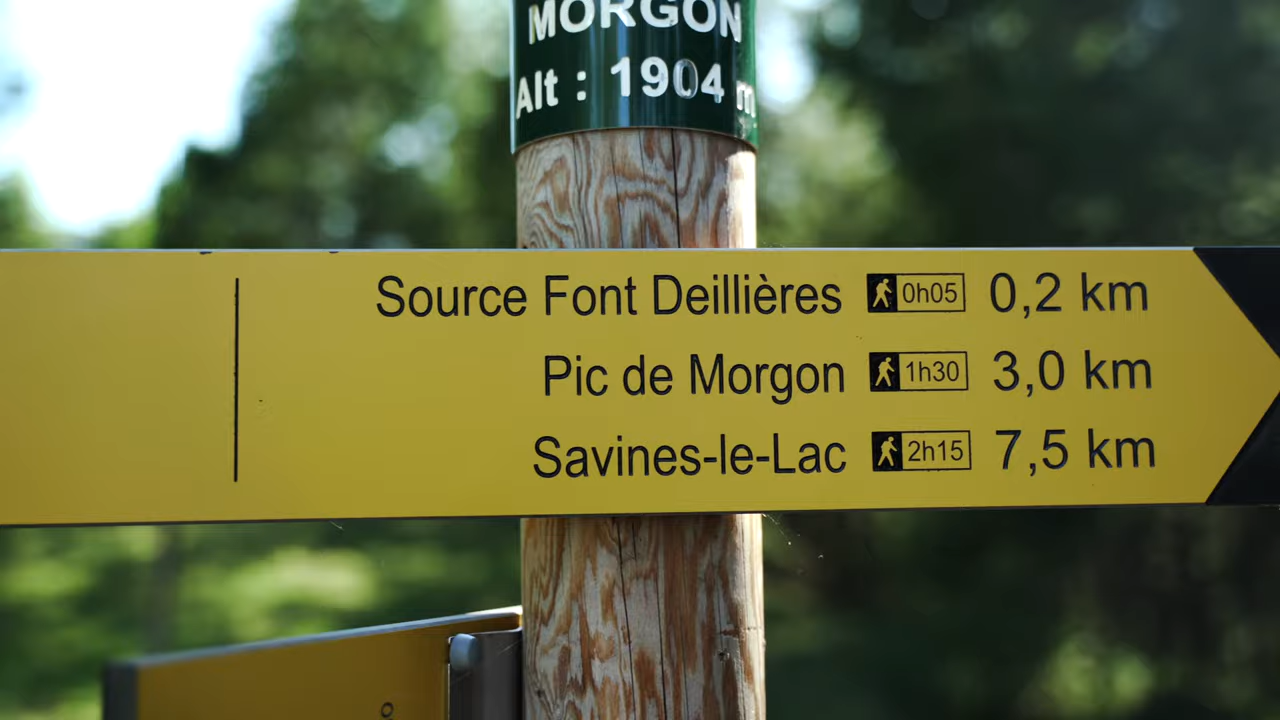 MORGON
Alt : 1904 m
Source Font Deillières 0h05 0,2 km
Pic de Morgon 1h30 3,0 km
Savines-le-Lac 2h15 7,5 km